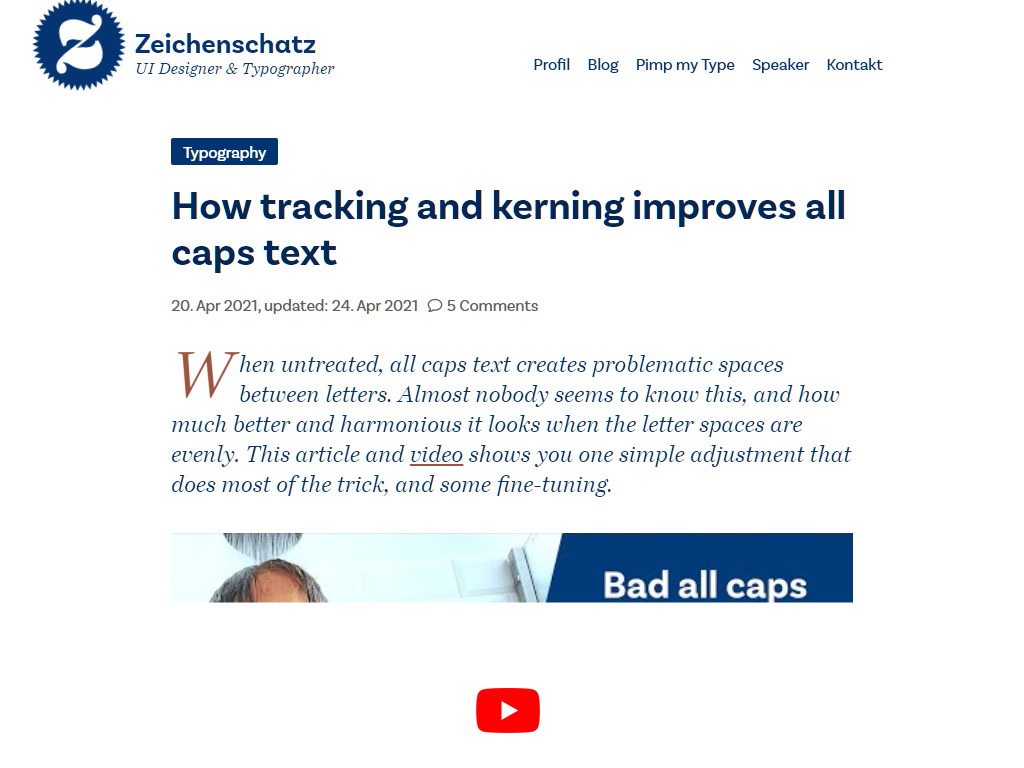 Zeichenschatz
UI Designer & Typographer
Profil Blog Pimp my Type Speaker Kontakt
Typography
How tracking and kerning improves all
caps text
20. Apr 2021, updated: 24. Apr 2021 5 Comments
When untreated, all caps text creates problematic spaces
between letters. Almost nobody seems to know this, and how
much better and harmonious it looks when the letter spaces are
evenly. This article and video shows you one simple adjustment that
does most of the trick, and some fine-tuning.
Bad all caps